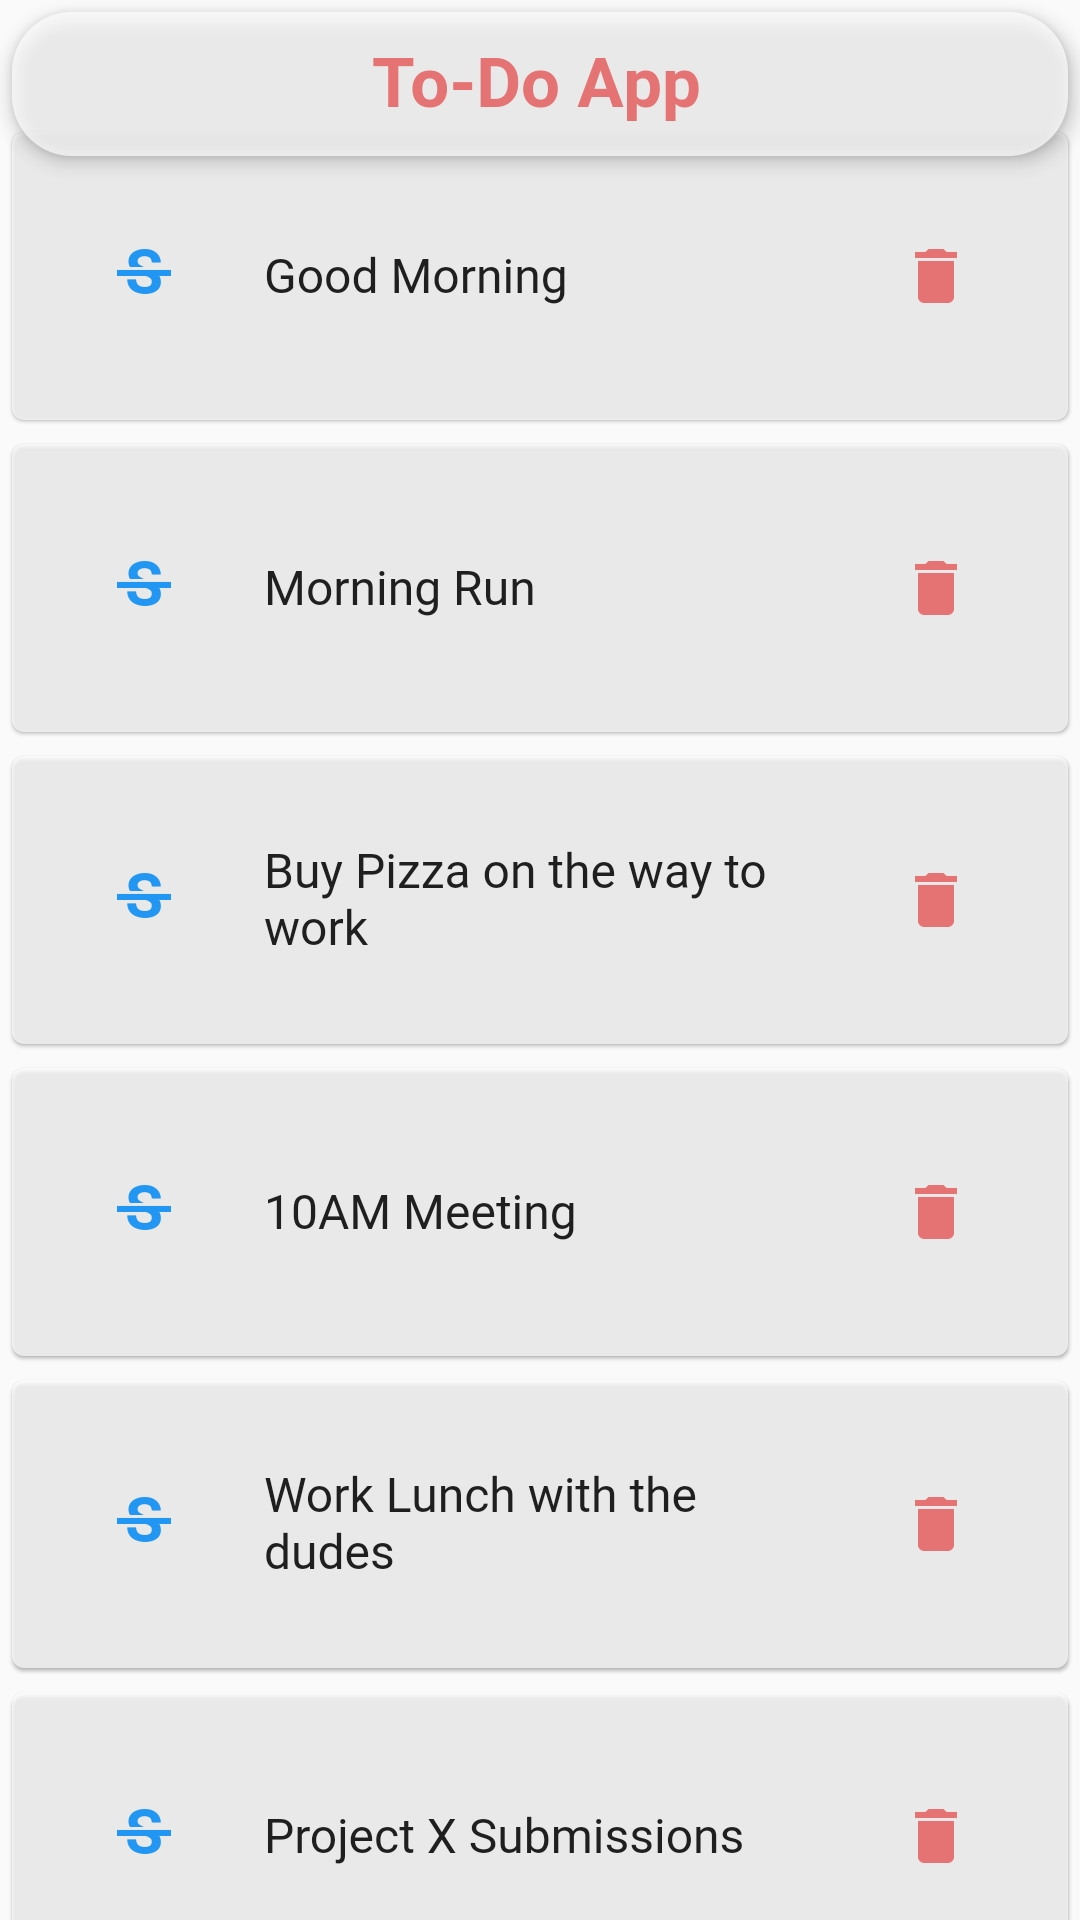 To-Do App
Good Morning
Morning Run
Buy Pizza on the way to
work
10AM Meeting
Work Lunch with the
dudes
Project X Submissions